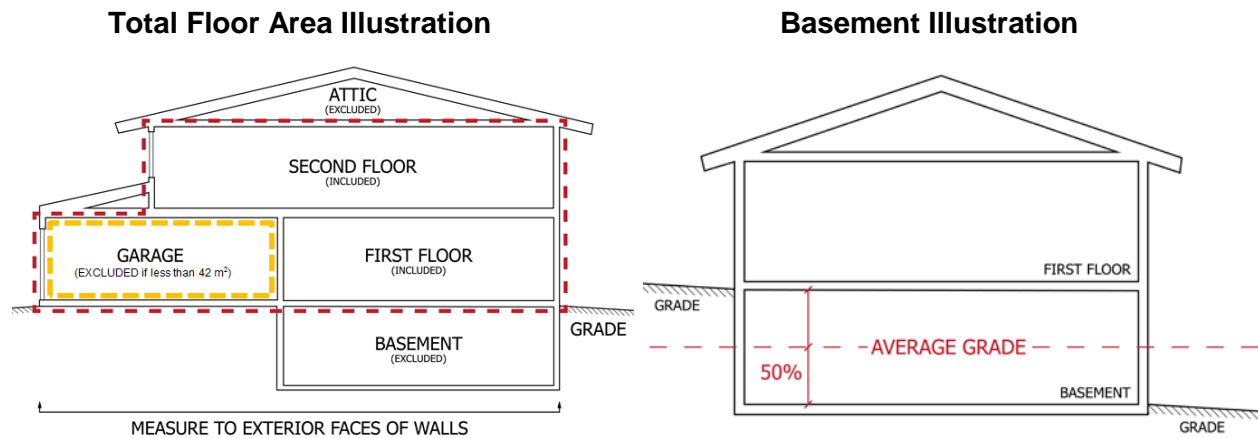 Total Floor Area Illustration
ATTIC
(EXCLUDED)
SECOND FLOOR
(INCLUDED)
GARAGE
(EXCLUDED if less than 42 m²)
FIRST FLOOR
(INCLUDED)
GRADE
BASEMENT
(EXCLUDED)
MEASURE TO EXTERIOR FACES OF WALLS
Basement Illustration
FIRST FLOOR
GRADE
AVERAGE GRADE
50%
BASEMENT
GRADE